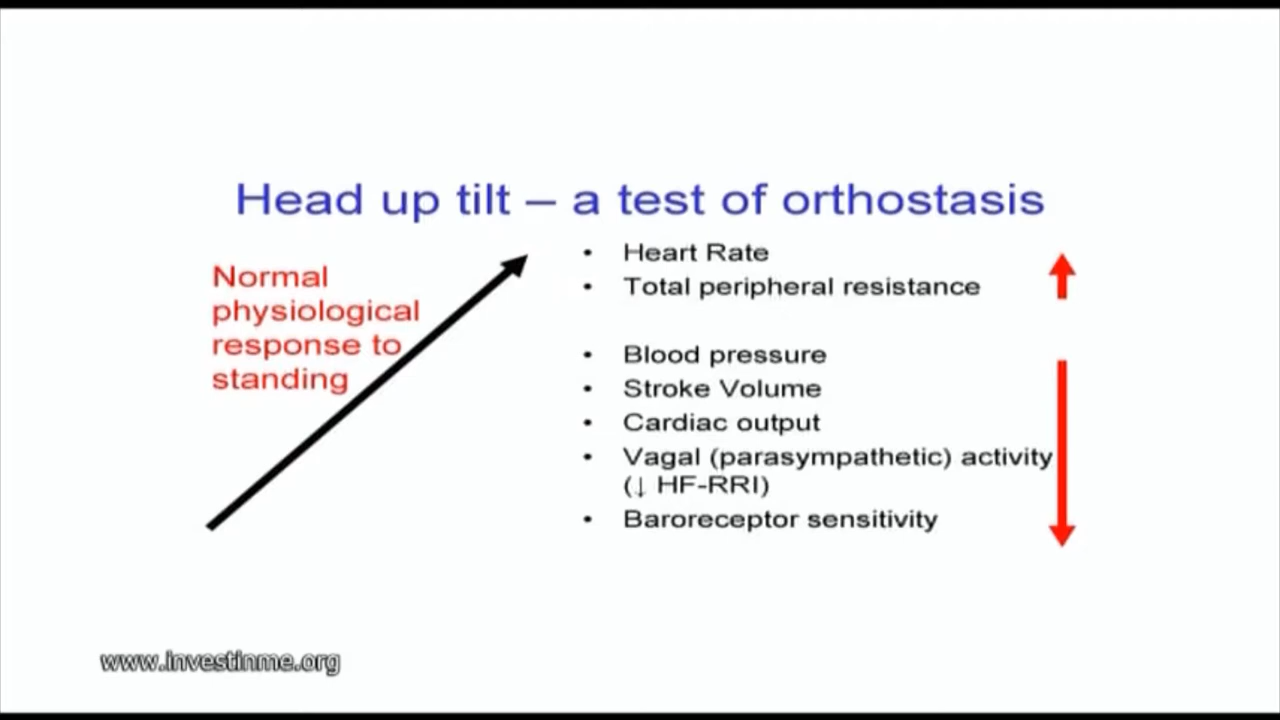 Head up tilt – a test of orthostasis
Normal
physiological
response to
standing
• Heart Rate
• Total peripheral resistance
• Blood pressure
• Stroke Volume
• Cardiac output
• Vagal (parasympathetic) activity
(↓ HF-RRI)
• Baroreceptor sensitivity
www.investinme.org